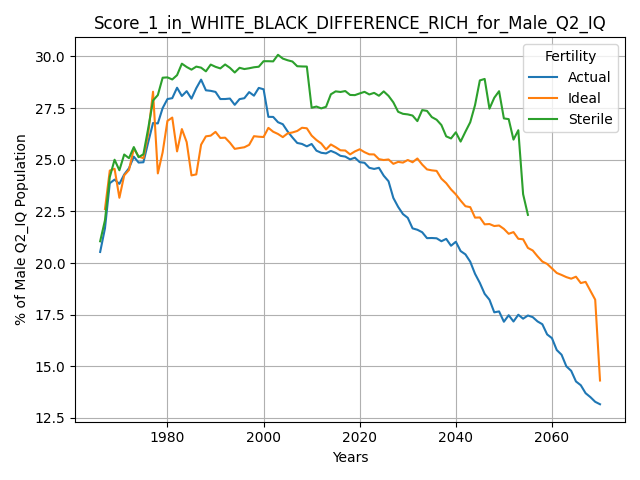 Score_1_in_WHITE_BLACK_DIFFERENCE_RICH_for_Male_Q2_IQ
Fertility
Actual
Ideal
Sterile
% of Male Q2_IQ Population
30.0
27.5
25.0
22.5
20.0
17.5
15.0
12.5
1980
2000
2020
2040
2060
Years